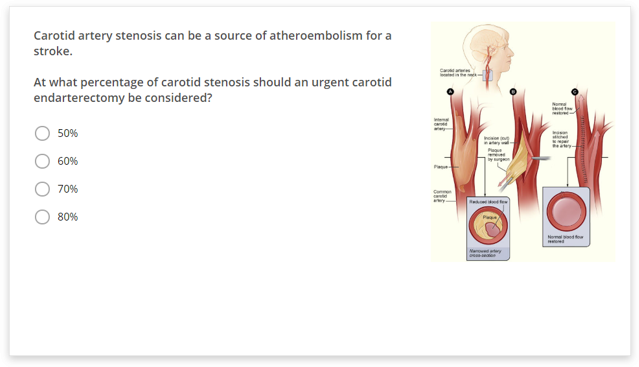 Carotid artery stenosis can be a source of atheroembolism for a
stroke.
At what percentage of carotid stenosis should an urgent carotid
endarterectomy be considered?
50%
60%
70%
80%
Carotid arteries
located in the neck
A
B
C
Normal
blood flow
restored
Internal
carotid
artery
Incision (cut)
in artery wall
Plaque
removed
by surgeon
Incision
stitched
to repair
the artery
Plaque
Common
carotid
artery
Reduced blood flow
Plaque
Narrowed artery
cross-section
Normal blood flow
restored